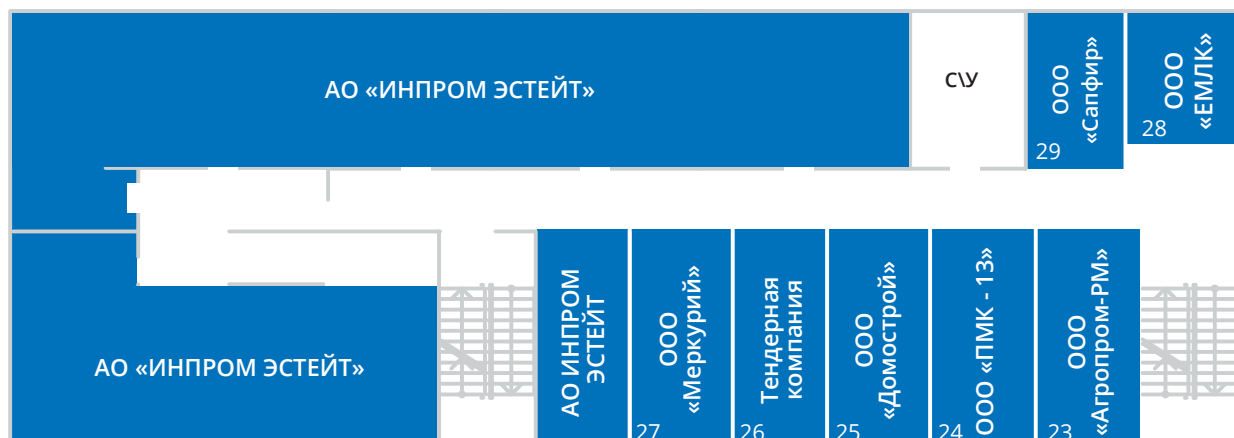 АО «ИНПРОМ ЭСТЕЙТ»
С\У
ООО
«Сапфир»
29
ООО
«ЕМЛК»
28
АО «ИНПРОМ ЭСТЕЙТ»
АО ИНПРОМ
ЭСТЕЙТ
ООО
«Меркурий»
27
Тендерная
компания
26
ООО
«Домострой»
25
ООО «ПМК - 13»
24
ООО
«Агропром-РМ»
23